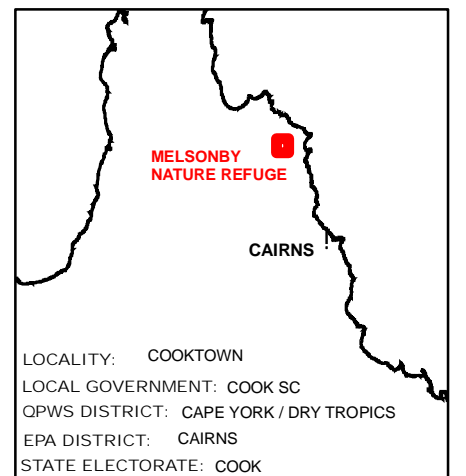 MELSONBY
NATURE REFUGE
CAIRNS
LOCALITY: COOKTOWN
LOCAL GOVERNMENT: COOK SC
QPWS DISTRICT: CAPE YORK / DRY TROPICS
EPA DISTRICT: CAIRNS
STATE ELECTORATE: COOK